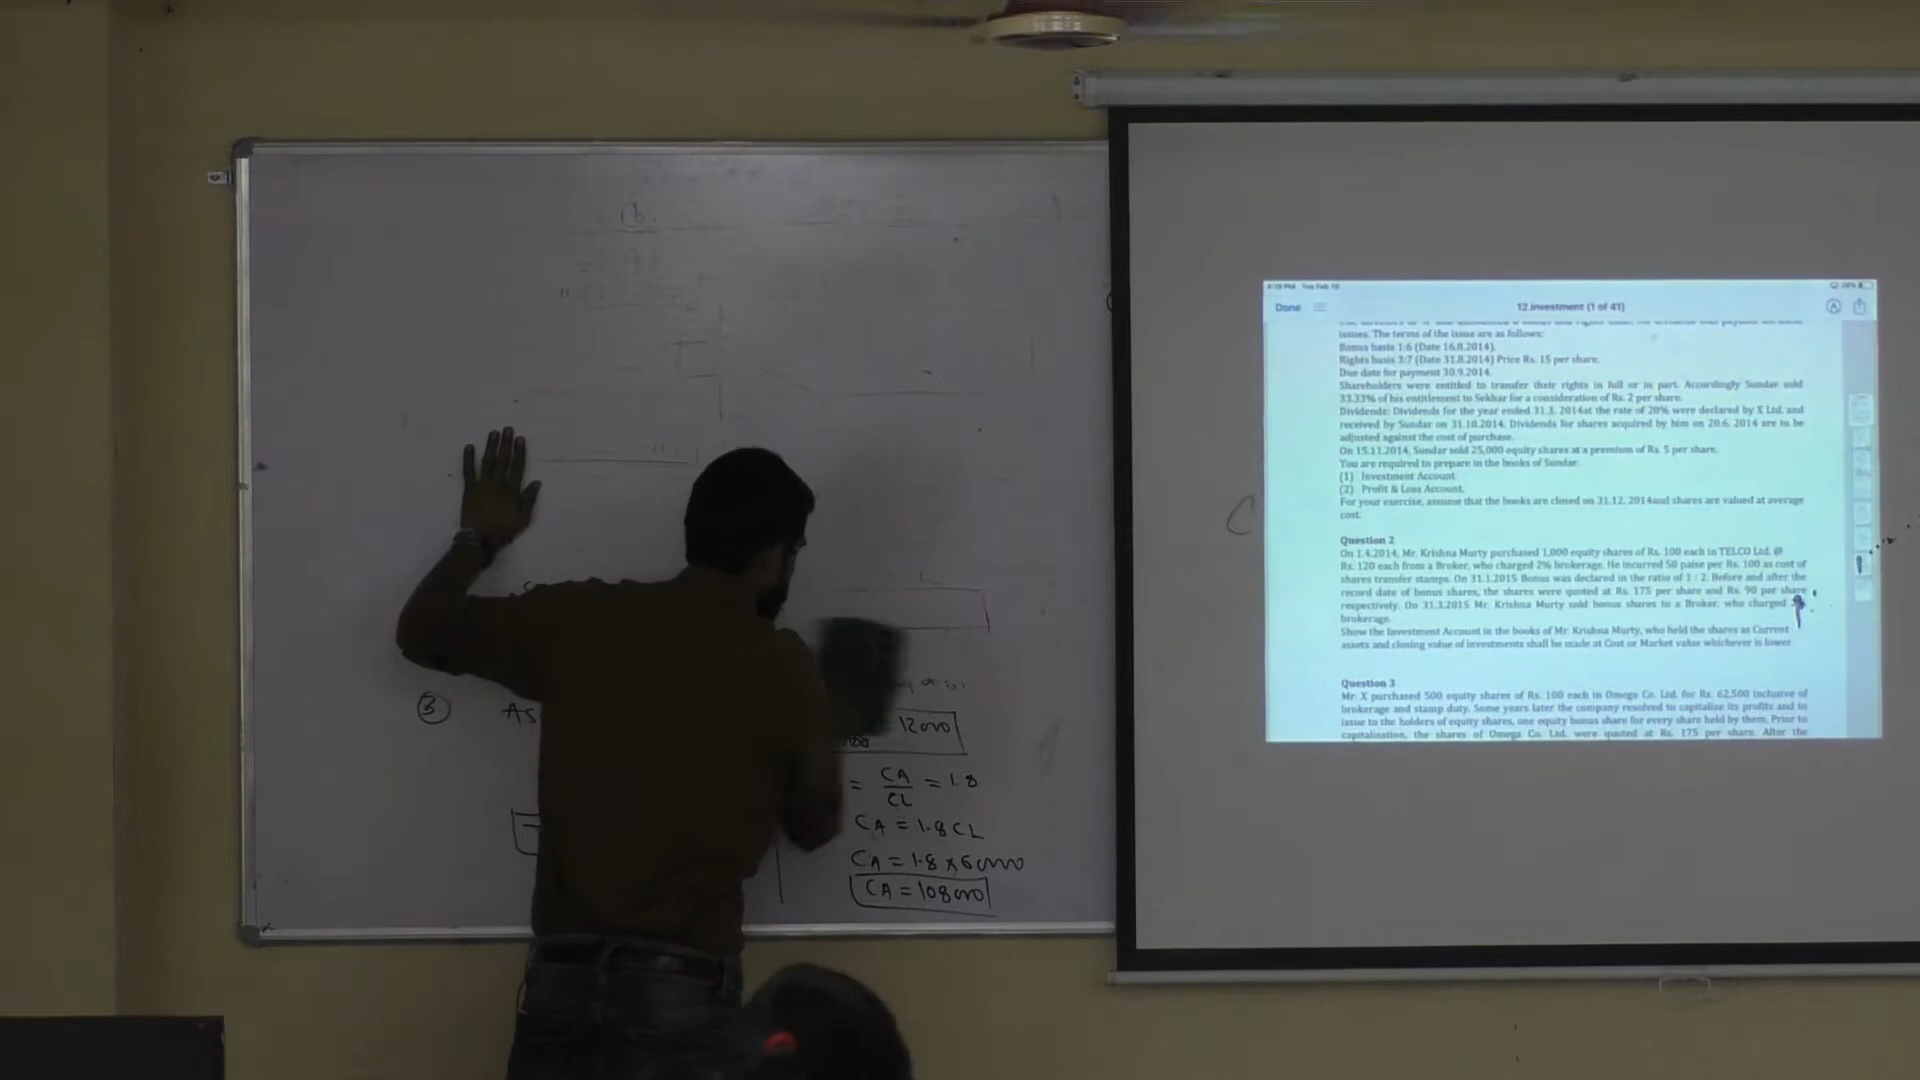 ③
AS
12000
= CA/CL = 1.8
CA = 1.8 CL
CA = 1.8 x 60000
CA = 108000
C
Tue Feb
Done
12.investment (1 of 41)
issues. The terms of the issue are as follows:
Bonus basis 1:6 (Date 16.8.2014).
Rights basis 3:7 (Date 31.8.2014) Price Rs. 15 per share.
Due date for payment 30.9.2014.
Shareholders were entitled to transfer their rights in full or in part. Accordingly Sundar sold
33.33% of his entitlement to Sekhar for a consideration of Rs. 2 per share.
Dividends: Dividends for the year ended 31.3. 2014at the rate of 20% were declared by X Ltd. and
received by Sundar on 31.10.2014. Dividends for shares acquired by him on 20.6. 2014 are to be
adjusted against the cost of purchase.
On 15.11.2014, Sundar sold 25,000 equity shares at a premium of Rs. 5 per share.
You are required to prepare in the books of Sundar.
(1) Investment Account
(2) Profit & Loss Account.
For your exercise, assume that the books are closed on 31.12. 2014and shares are valued at average
cost.
Question 2
On 1.4.2014, Mr. Krishna Murty purchased 1,000 equity shares of Rs. 100 each in TELCO Ltd. @
Rs. 120 each from a Broker, who charged 2% brokerage. He incurred 50 paise per Rs. 100 as cost of
shares transfer stamps. On 31.1.2015 Bonus was declared in the ratio of 1 : 2. Before and after the
record date of bonus shares, the shares were quoted at Rs. 175 per share and Rs. 90 per share
respectively. On 31.3.2015 Mr. Krishna Murty sold bonus shares to a Broker, who charged
brokerage.
Show the Investment Account in the books of Mr. Krishna Murty, who held the shares as Current
assets and closing value of investments shall be made at Cost or Market value whichever is lower.
Question 3
Mr. X purchased 500 equity shares of Rs. 100 each in Omega Co. Ltd. for Rs. 62,500 inclusive of
brokerage and stamp duty. Some years later the company resolved to capitalize its profits and to
issue to the holders of equity shares, one equity bonus share for every share held by them. Prior to
capitalisation, the shares of Omega Co. Ltd. were quoted at Rs. 175 per share. After the